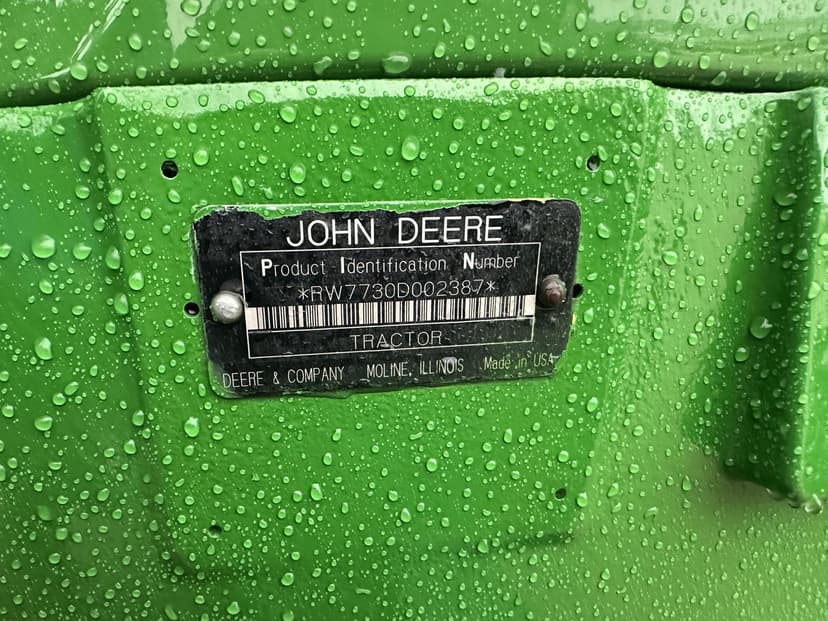 JOHN DEERE
Product Identification Number
*RW7730D002387*
TRACTOR
DEERE & COMPANY MOLINE, ILLINOIS Made in USA